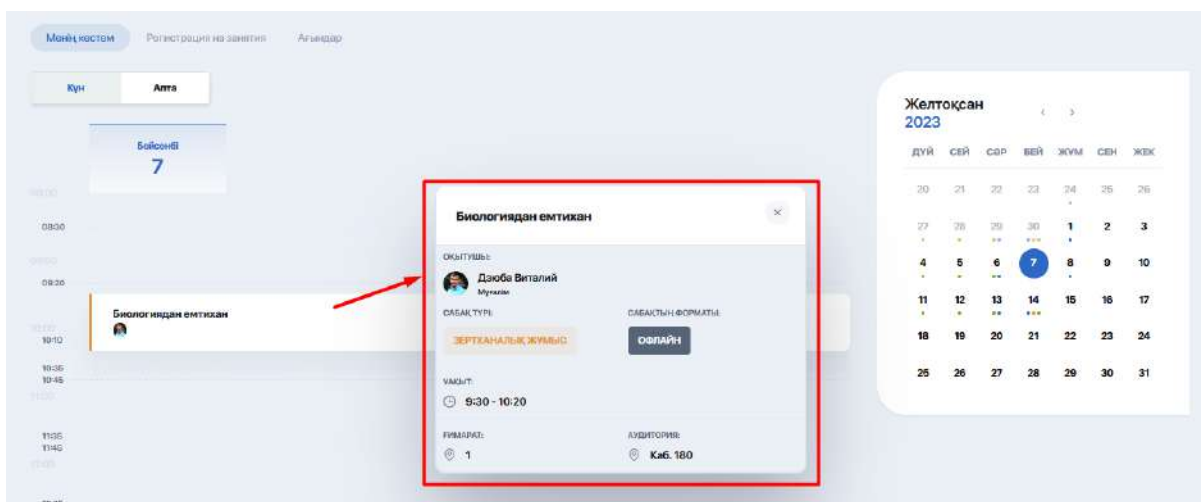 Менің кестем Регистрация на занятия Ағындар
Күн Апта
Бейсенбі
7
08:30
09:30
10:10
10:35
10:45
11:35
11:45
Биологиядан емтихан
Биологиядан емтихан
ОҚЫТУШЫ:
Дзюба Виталий
Мұғалім
САБАҚ ТҮРІ: САБАҚТЫҢ ФОРМАТЫ:
ЗЕРТХАНАЛЫҚ ЖҰМЫС ОФЛАЙН
УАҚЫТ:
9:30 - 10:20
ҒИМАРАТ: АУДИТОРИЯ:
1 Каб. 180
Желтоқсан
2023
ДҮЙ СЕЙ СӘР БЕЙ ЖҰМ СЕН ЖЕК
20 21 22 23 24 25 26
27 28 29 30 1 2 3
4 5 6 7 8 9 10
11 12 13 14 15 16 17
18 19 20 21 22 23 24
25 26 27 28 29 30 31